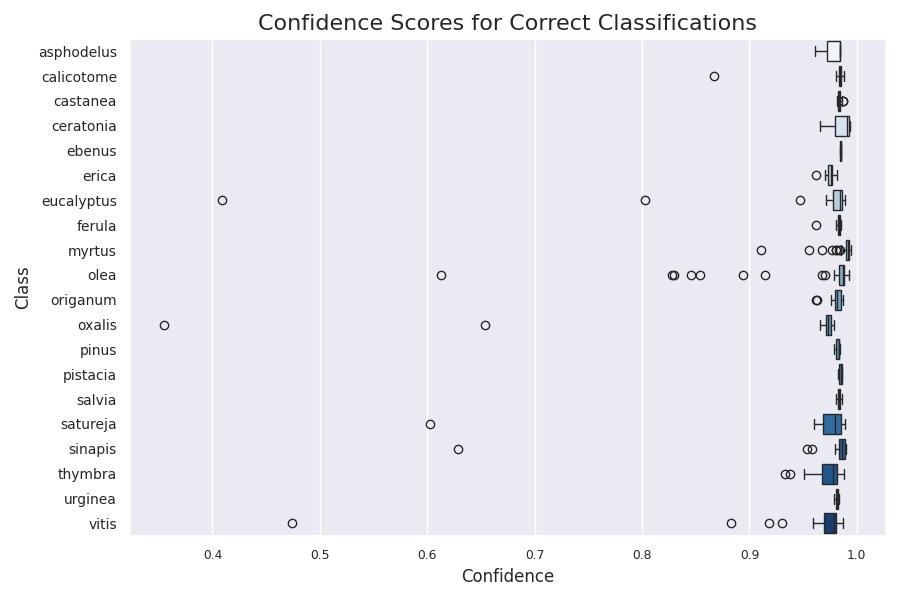 Confidence Scores for Correct Classifications
Class
asphodelus
calicotome
castanea
ceratonia
ebenus
erica
eucalyptus
ferula
myrtus
olea
origanum
oxalis
pinus
pistacia
salvia
satureja
sinapis
thymbra
urginea
vitis
0.4 0.5 0.6 0.7 0.8 0.9 1.0
Confidence